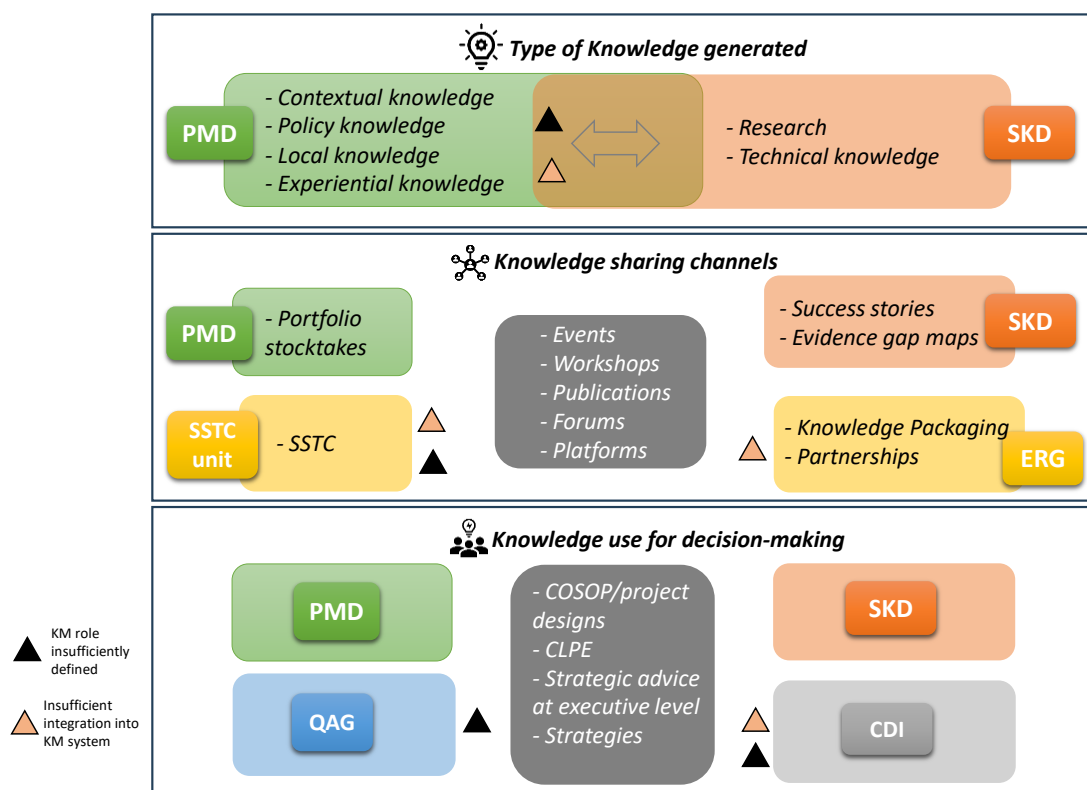 Type of Knowledge generated
PMD
- Contextual knowledge
- Policy knowledge
- Local knowledge
- Experiential knowledge
- Research
- Technical knowledge
SKD
Knowledge sharing channels
PMD
- Portfolio
stocktakes
- Events
- Workshops
- Publications
- Forums
- Platforms
- Success stories
- Evidence gap maps
SKD
SSTC
unit
- SSTC
- Knowledge Packaging
- Partnerships
ERG
Knowledge use for decision-making
PMD
- COSOP/project
designs
- CLPE
- Strategic advice
at executive level
- Strategies
SKD
QAG
CDI
KM role
insufficiently
defined
Insufficient
integration into
KM system